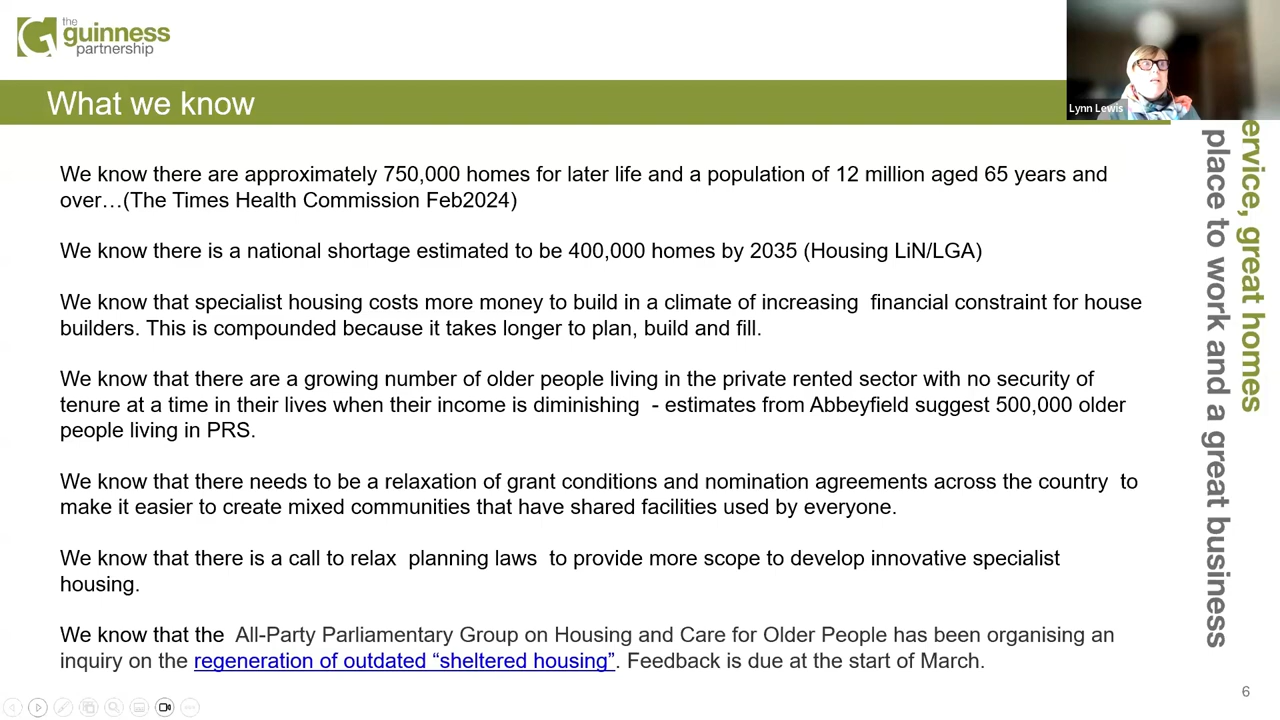 the
guinness
partnership
What we know
Lynn Lewis
We know there are approximately 750,000 homes for later life and a population of 12 million aged 65 years and
over…(The Times Health Commission Feb2024)
We know there is a national shortage estimated to be 400,000 homes by 2035 (Housing LiN/LGA)
We know that specialist housing costs more money to build in a climate of increasing  financial constraint for house
builders. This is compounded because it takes longer to plan, build and fill.
We know that there are a growing number of older people living in the private rented sector with no security of
tenure at a time in their lives when their income is diminishing  - estimates from Abbeyfield suggest 500,000 older
people living in PRS.
We know that there needs to be a relaxation of grant conditions and nomination agreements across the country  to
make it easier to create mixed communities that have shared facilities used by everyone.
We know that there is a call to relax  planning laws  to provide more scope to develop innovative specialist
housing.
We know that the  All-Party Parliamentary Group on Housing and Care for Older People has been organising an
inquiry on the regeneration of outdated “sheltered housing”. Feedback is due at the start of March.
ervice, great homes
place to work and a great business
6